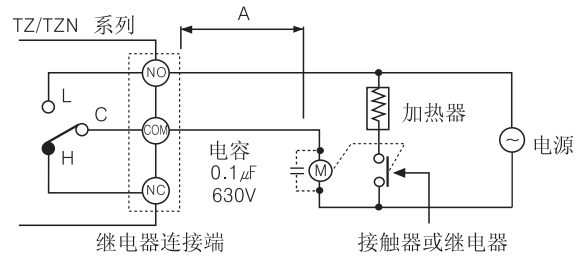 TZ/TZN 系列
A
NO
L
C
COM
H
NC
加热器
电源
~
电容
0.1μF
630V
M
继电器连接端
接触器或继电器